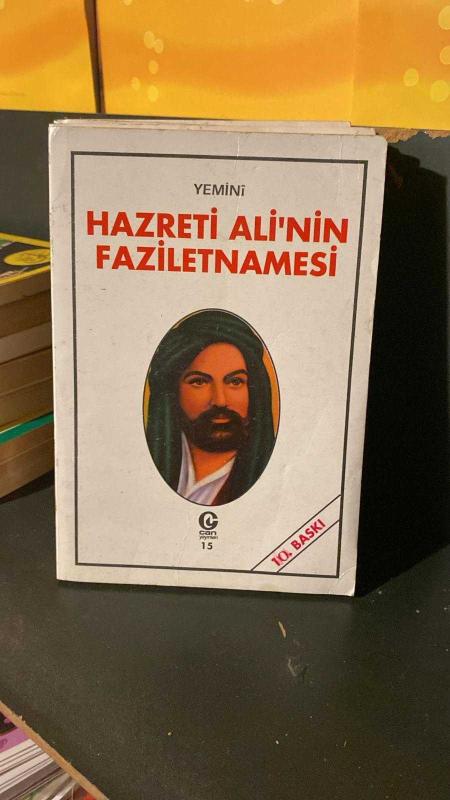 YEMİNÎ
HAZRETİ ALİ'NİN
FAZİLETNAMESİ
can
yayınları
15
10. BASKI